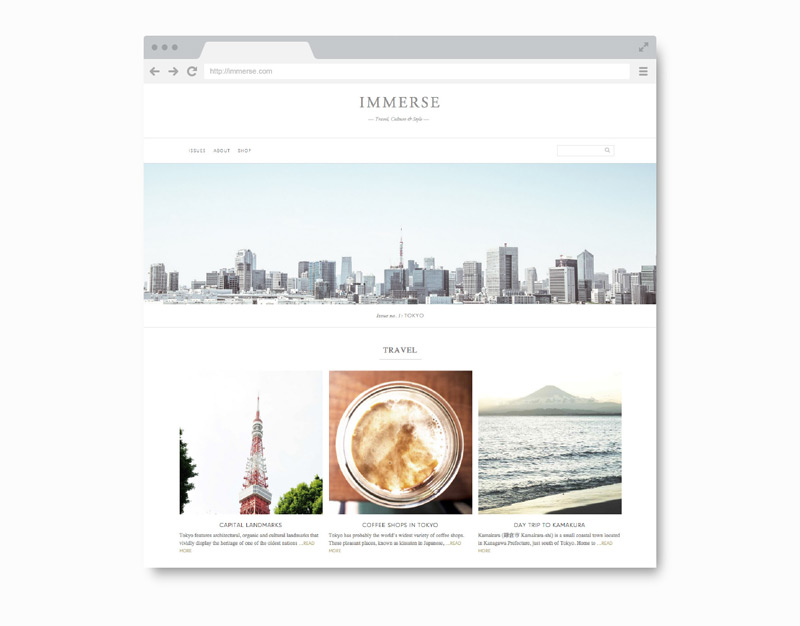 http://immerse.com
IMMERSE
— Travel, Culture & Style —
ISSUES ABOUT SHOP
Issue no. 1: TOKYO
TRAVEL
CAPITAL LANDMARKS
Tokyo features architectural, organic and cultural landmarks that
vividly display the heritage of one of the oldest nations ...READ
MORE
COFFEE SHOPS IN TOKYO
Tokyo has probably the world's widest variety of coffee shops.
These pleasant places, known as kissaten in Japanese, ...READ
MORE
DAY TRIP TO KAMAKURA
Kamakura (鎌倉市 Kamakura-shi) is a small coastal town located
in Kanagawa Prefecture, just south of Tokyo. Home to ...READ
MORE